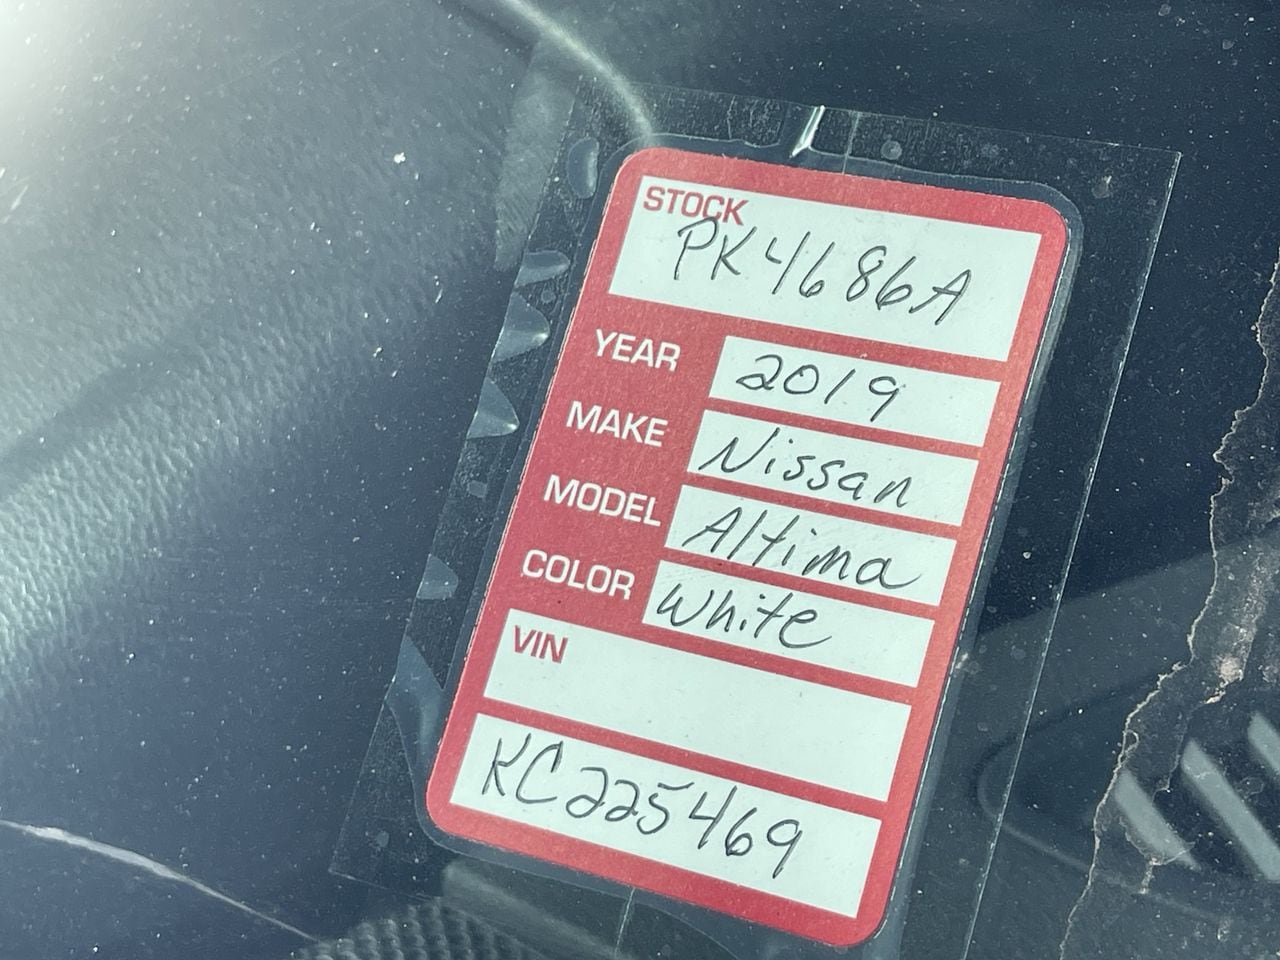 STOCK
PK4686A
YEAR 2019
MAKE Nissan
MODEL Altima
COLOR White
VIN
KC225469